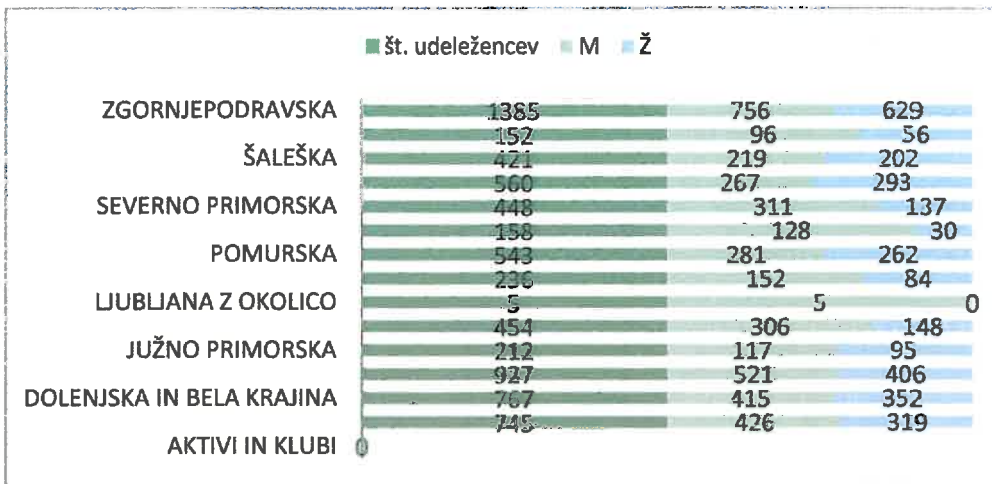 št. udeležencev M Ž
ZGORNJEPODRAVSKA 1385 756 629
152 96 56
ŠALEŠKA 421 219 202
560 267 293
SEVERNO PRIMORSKA 448 311 137
158 128 30
POMURSKA 543 281 262
236 152 84
LJUBLJANA Z OKOLICO 5 5 0
454 306 148
JUŽNO PRIMORSKA 212 117 95
927 521 406
DOLENJSKA IN BELA KRAJINA 767 415 352
745 426 319
AKTIVI IN KLUBI 0